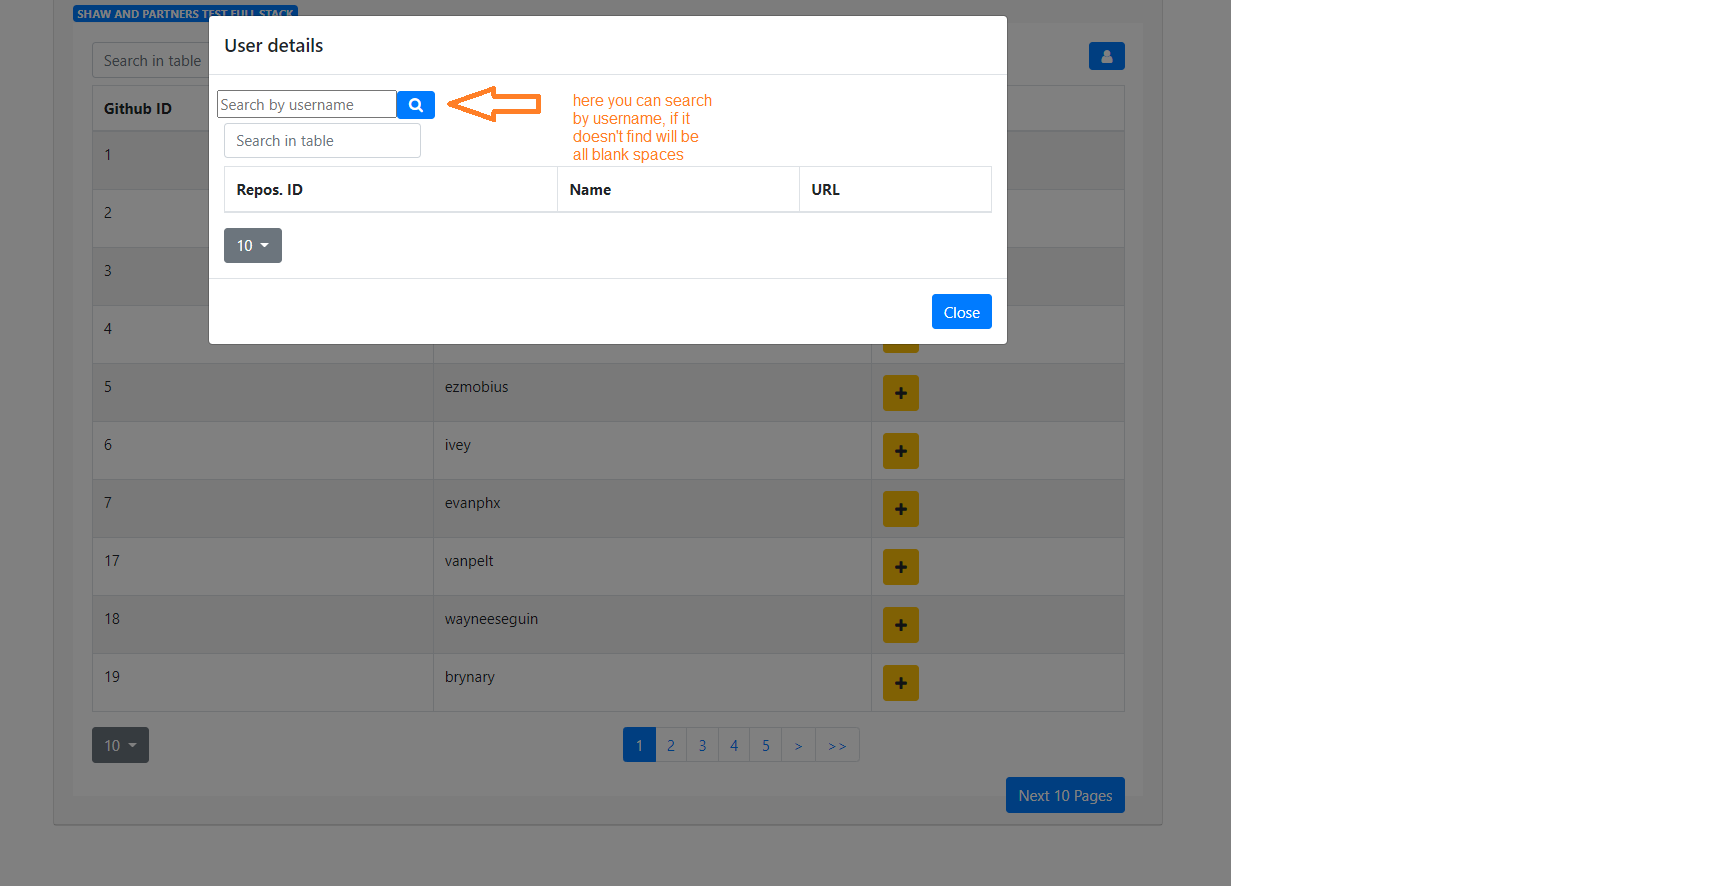 SHAW AND PARTNERS TEST FULL STACK
User details
Search in table
Github ID
Search by username
here you can search
by username, if it
doesn't find will be
all blank spaces
Search in table
Repos. ID Name URL
10
Close
1
2
3
4
5 ezmobius
6 ivey
7 evanphx
17 vanpelt
18 wayneeseguin
19 brynary
10
1 2 3 4 5 > >>
Next 10 Pages